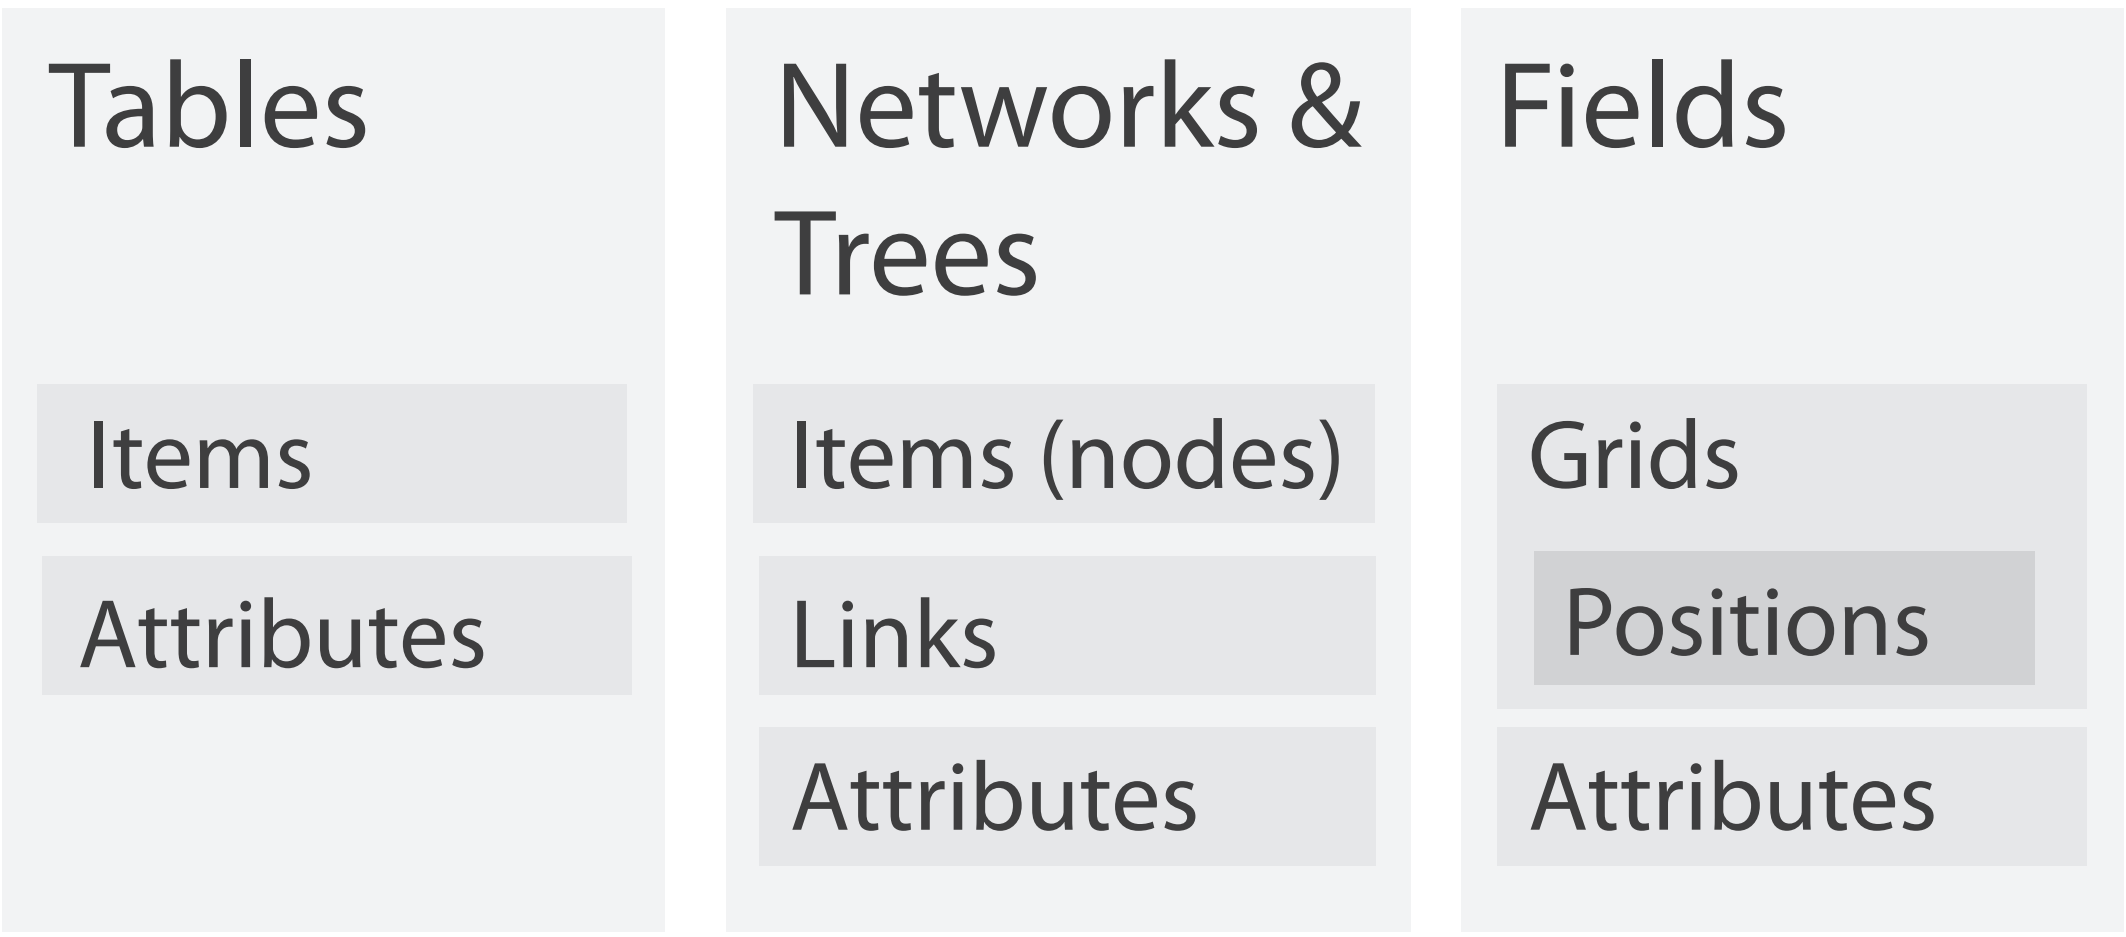 Tables
Items
Attributes
Networks &
Trees
Items (nodes)
Links
Attributes
Fields
Grids
Positions
Attributes